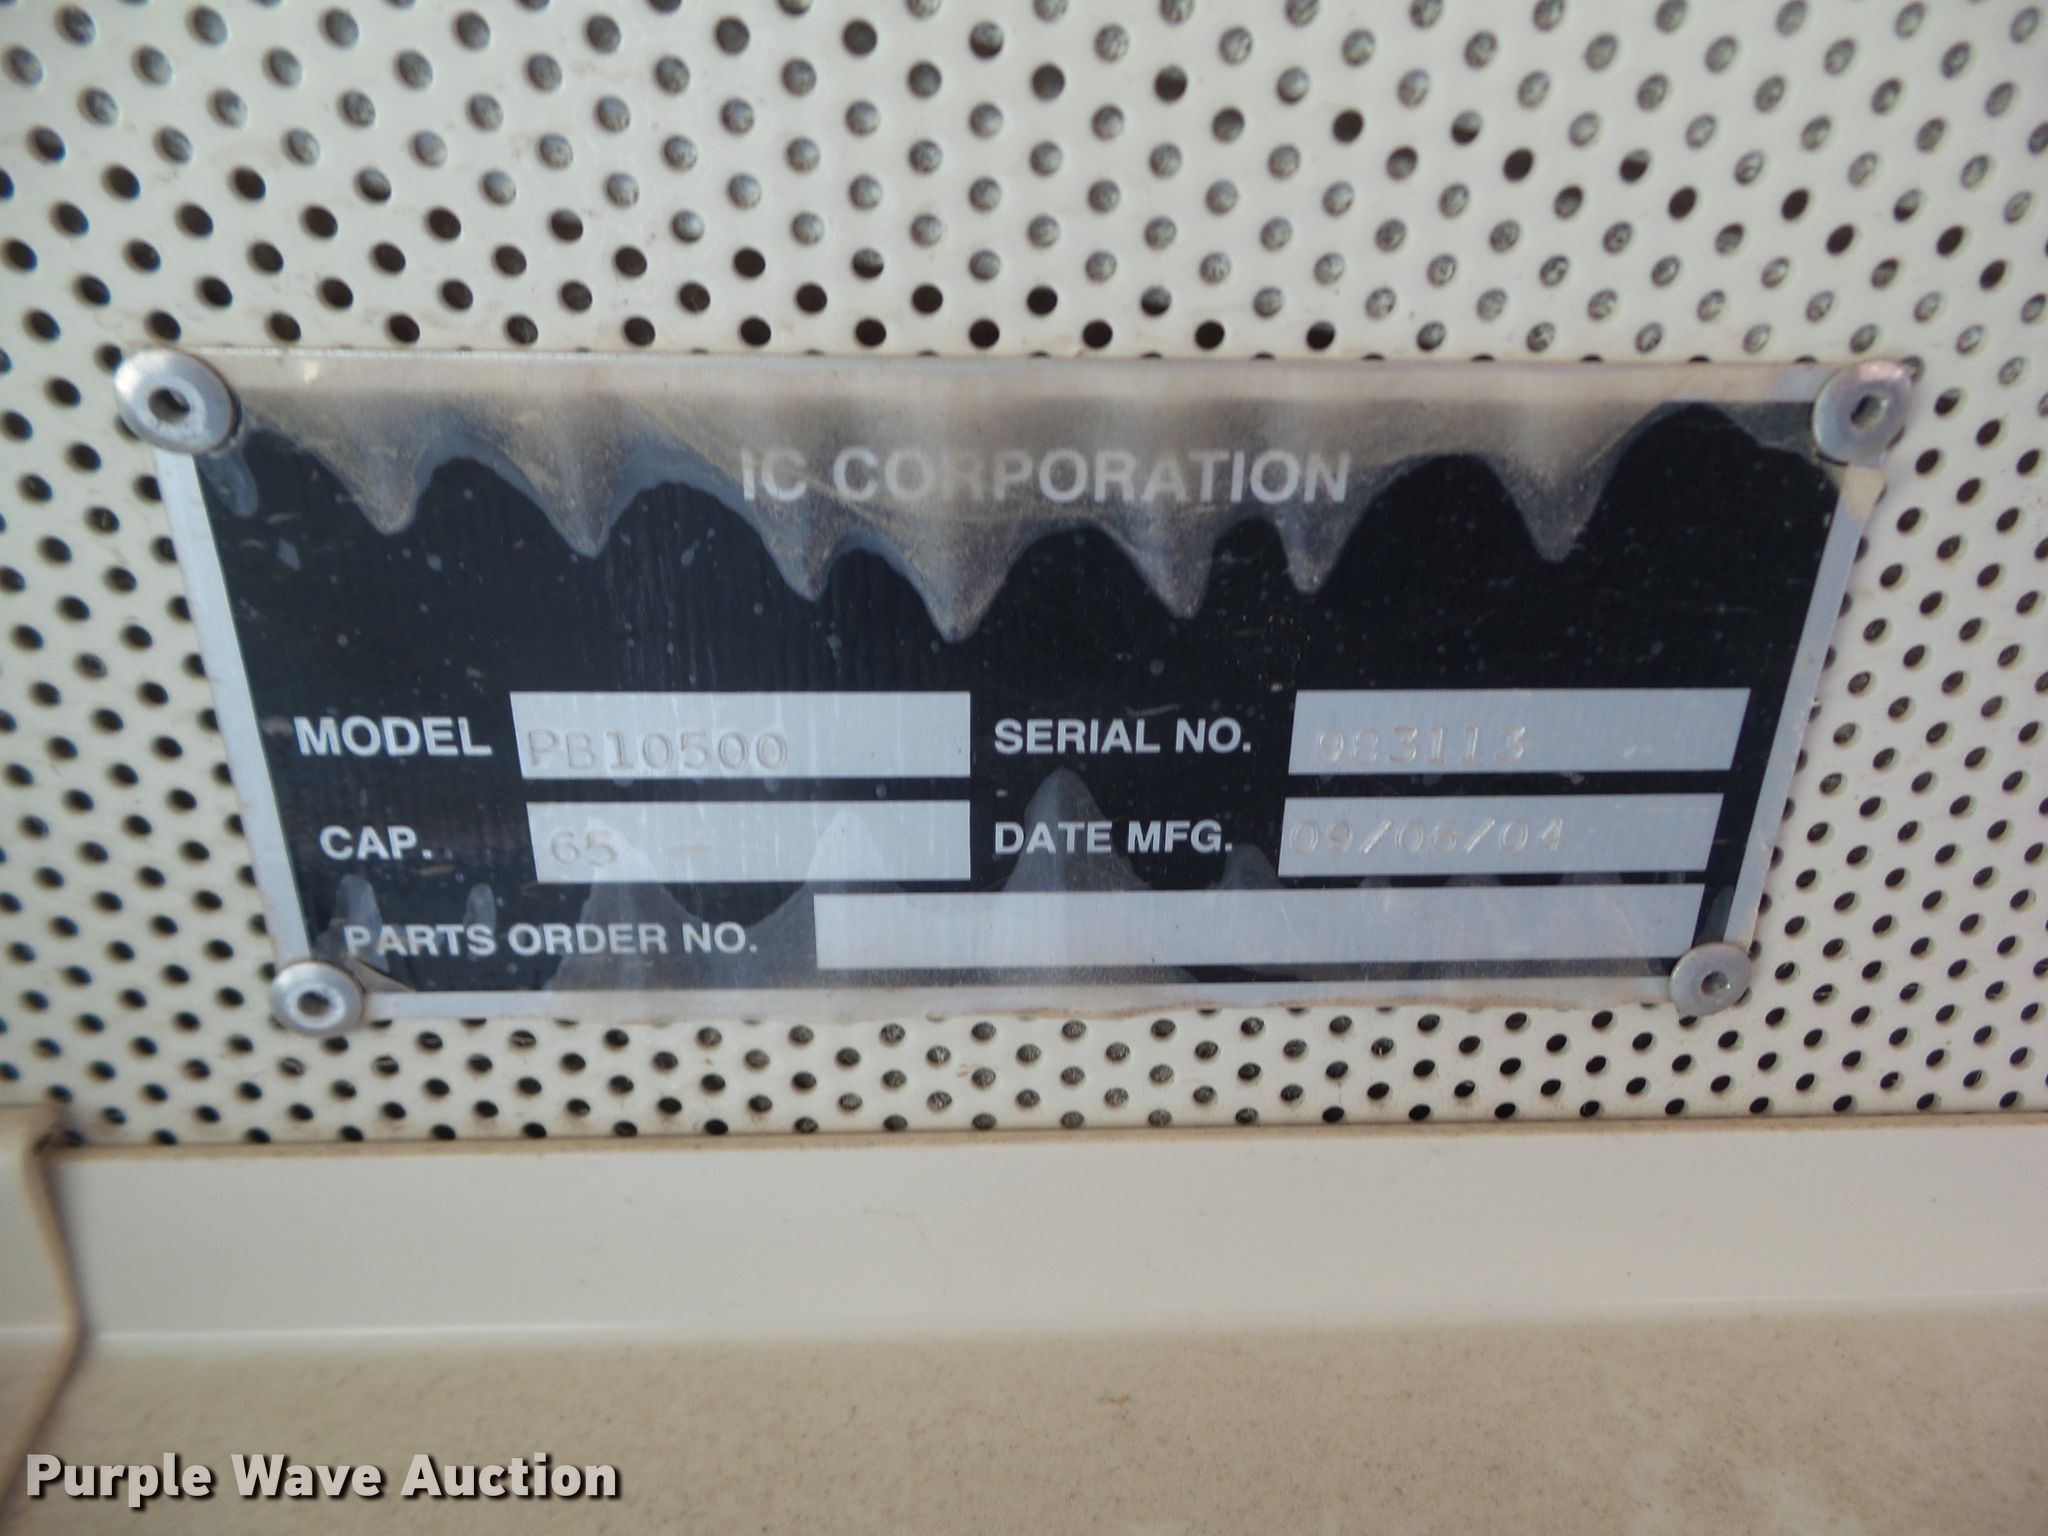 IC CORPORATION
MODEL PB10500 SERIAL NO. 983113
CAP. 65 DATE MFG. 09/06/04
PARTS ORDER NO.
Purple Wave Auction